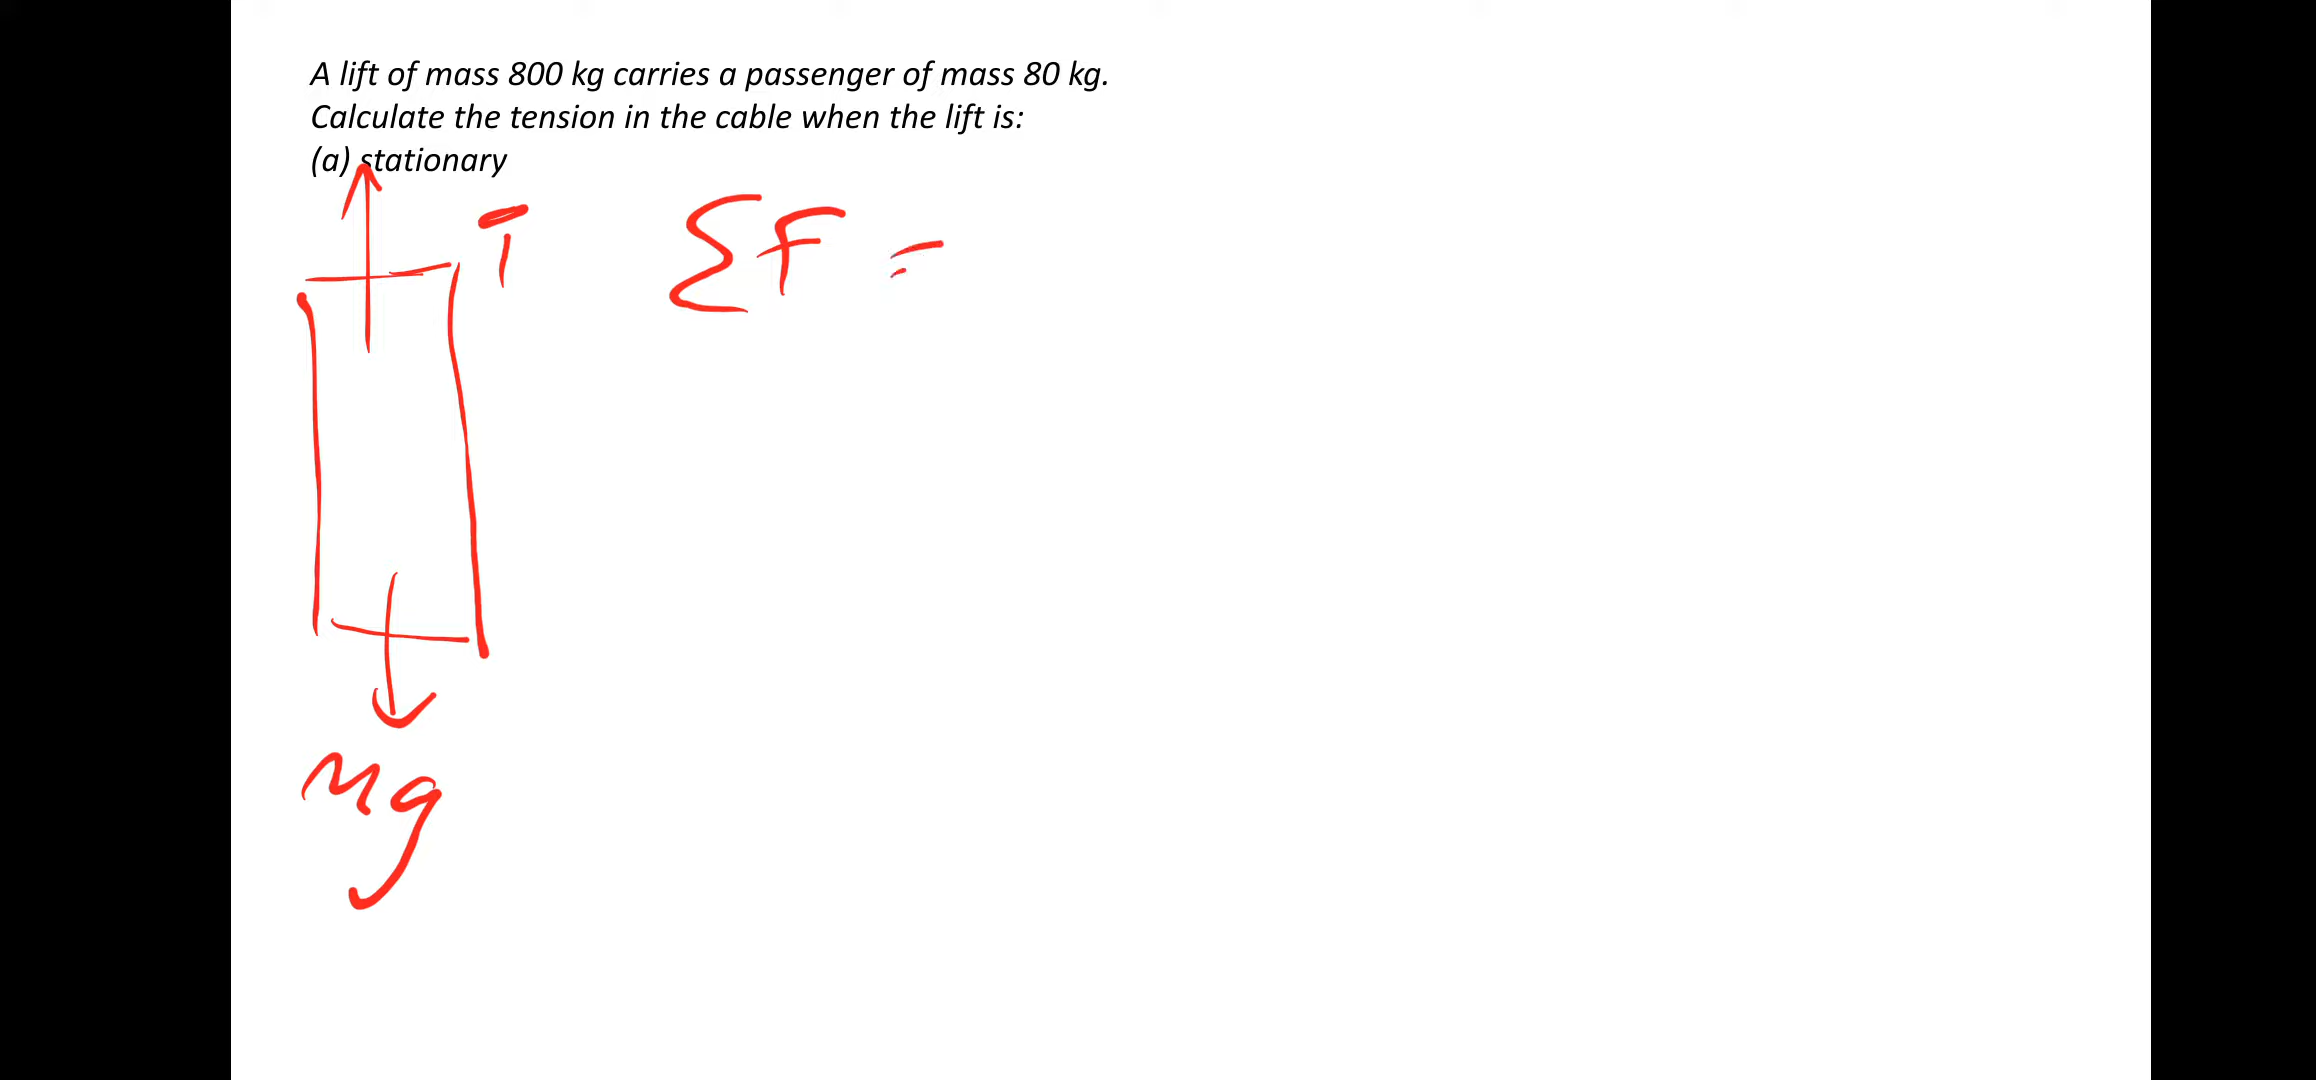 A lift of mass 800 kg carries a passenger of mass 80 kg.
Calculate the tension in the cable when the lift is:
(a) stationary
T
ΣF =
Mg